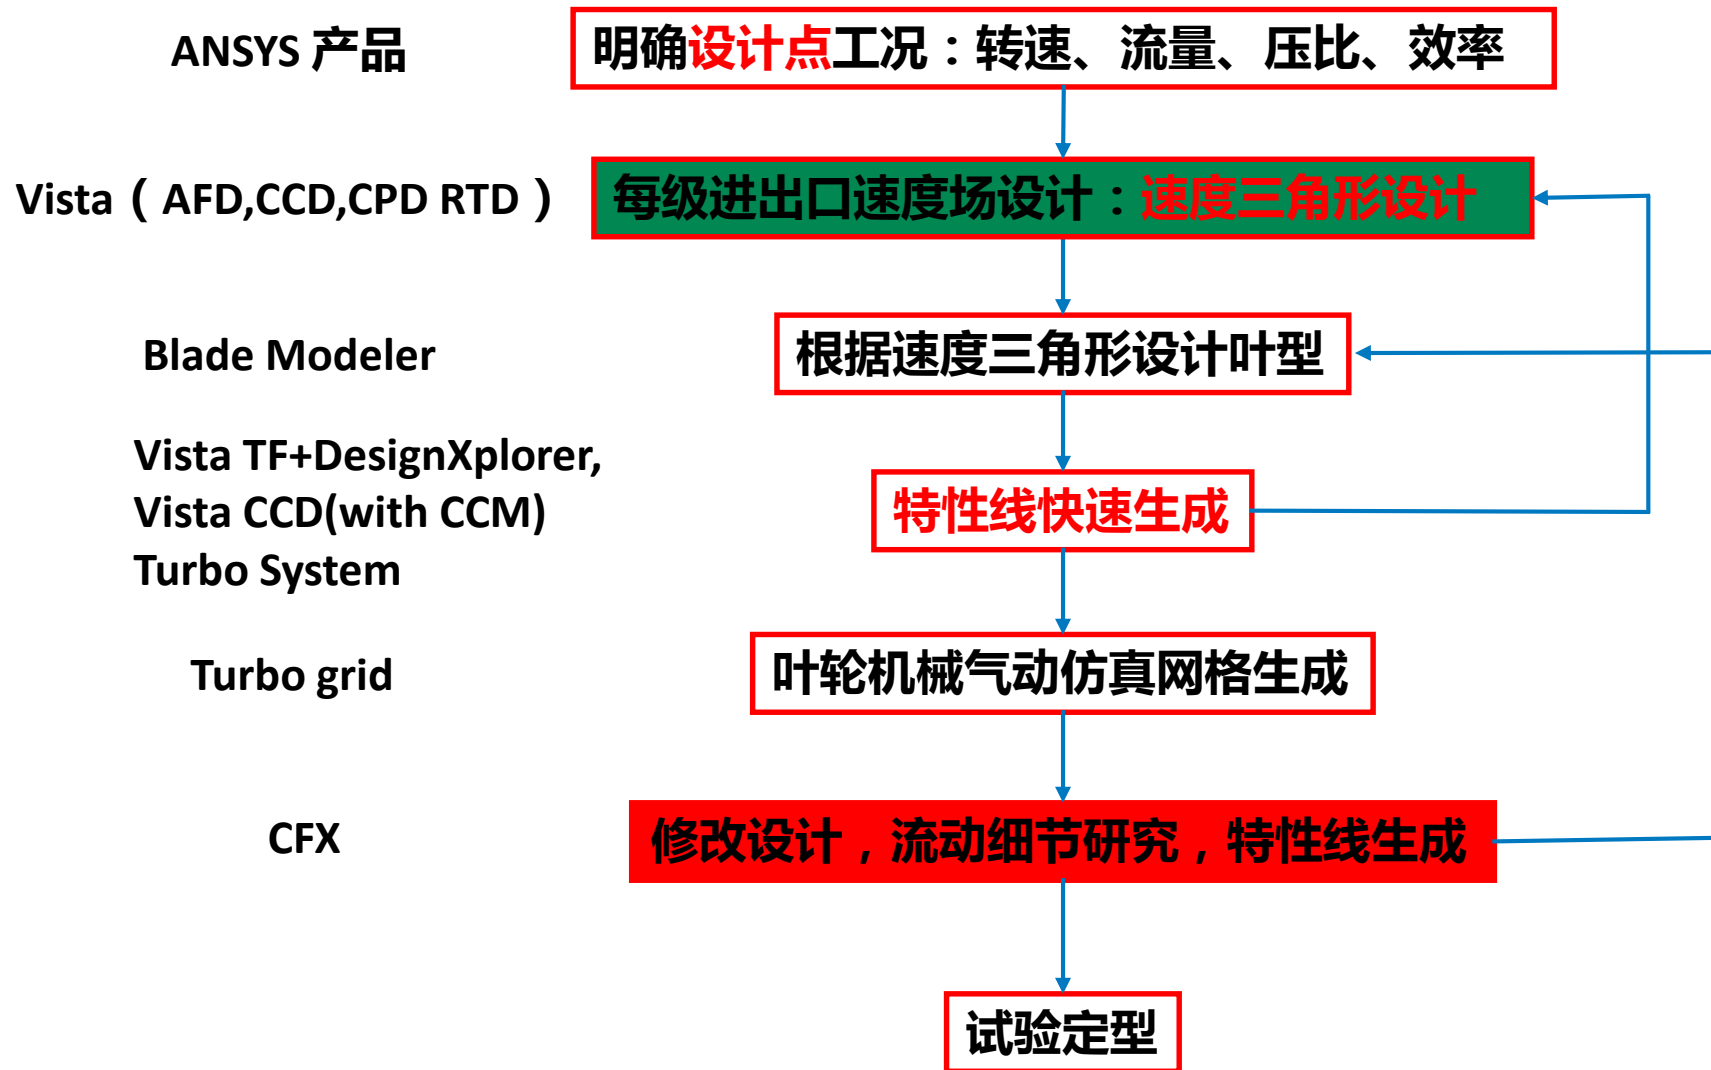 ANSYS 产品
明确设计点工况：转速、流量、压比、效率
Vista（AFD,CCD,CPD RTD）
每级进出口速度场设计：速度三角形设计
Blade Modeler
根据速度三角形设计叶型
Vista TF+DesignXplorer,
Vista CCD(with CCM)
Turbo System
特性线快速生成
Turbo grid
叶轮机械气动仿真网格生成
CFX
修改设计，流动细节研究，特性线生成
试验定型